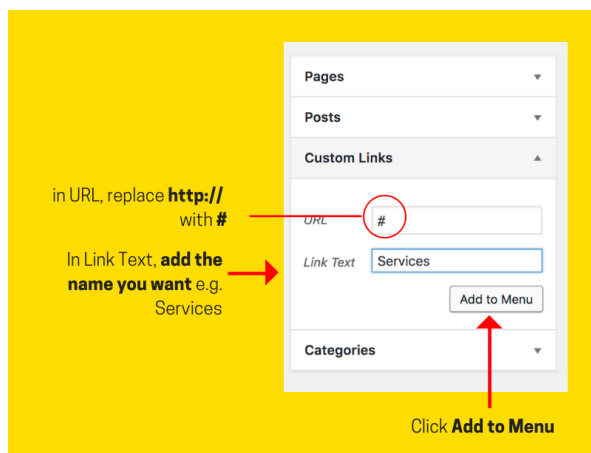 Pages
Posts
Custom Links
in URL, replace http://
with #
URL
#
In Link Text, add the
name you want e.g.
Services
Link Text
Services
Add to Menu
Categories
Click Add to Menu